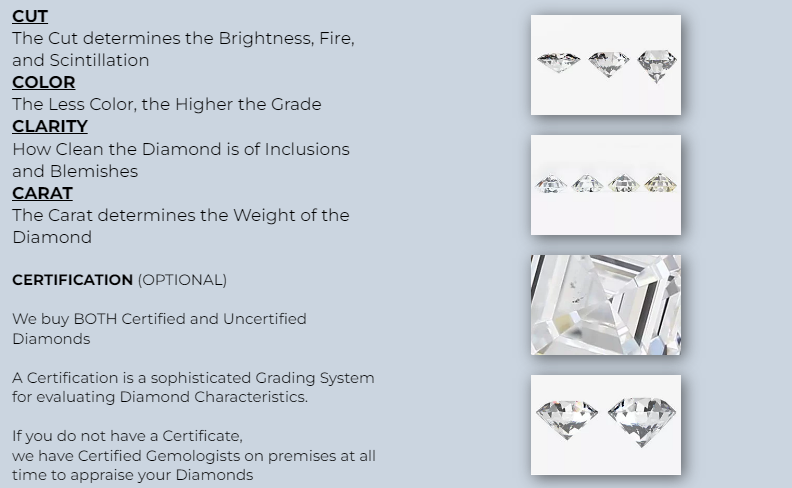 CUT
The Cut determines the Brightness, Fire,
and Scintillation
COLOR
The Less Color, the Higher the Grade
CLARITY
How Clean the Diamond is of Inclusions
and Blemishes
CARAT
The Carat determines the Weight of the
Diamond
CERTIFICATION (OPTIONAL)
We buy BOTH Certified and Uncertified
Diamonds
A Certification is a sophisticated Grading System
for evaluating Diamond Characteristics.
If you do not have a Certificate,
we have Certified Gemologists on premises at all
time to appraise your Diamonds